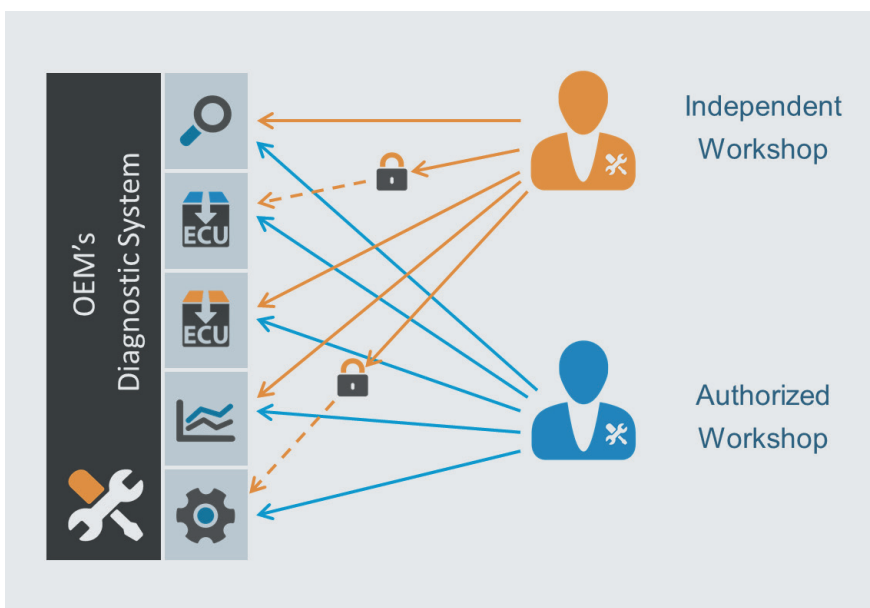 OEM's
Diagnostic System
ECU
ECU
Independent
Workshop
Authorized
Workshop